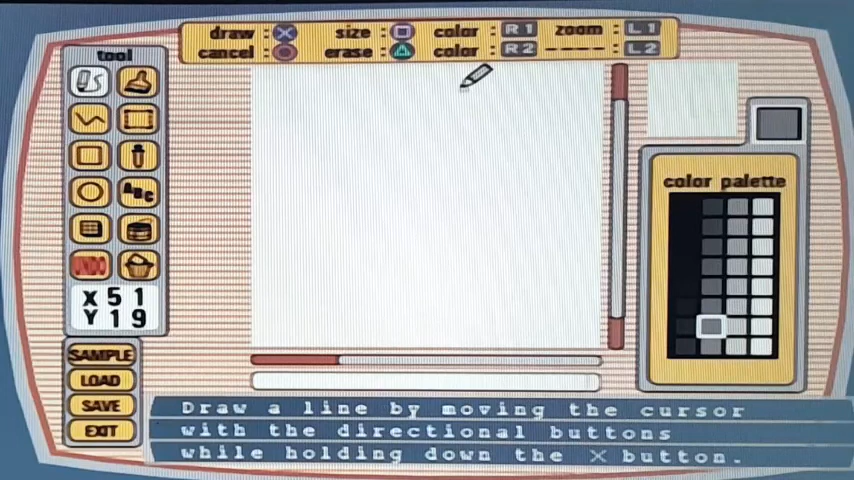 draw : X size : □ color : R1 zoom : L1
cancel : ○ erase : △ color : R2 ---- : L2
tool
ABC
X 51
Y 19
SAMPLE
LOAD
SAVE
EXIT
color palette
Draw a line by moving the cursor
with the directional buttons
while holding down the X button.